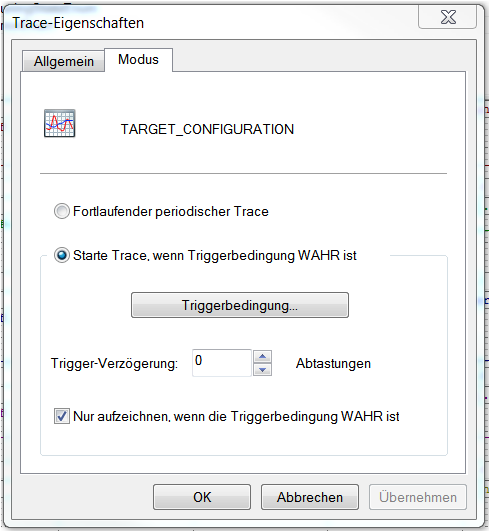 Trace-Eigenschaften
Allgemein
Modus
TARGET_CONFIGURATION
Fortlaufender periodischer Trace
Starte Trace, wenn Triggerbedingung WAHR ist
Triggerbedingung...
Trigger-Verzögerung: 0 Abtastungen
Nur aufzeichnen, wenn die Triggerbedingung WAHR ist
OK Abbrechen Übernehmen